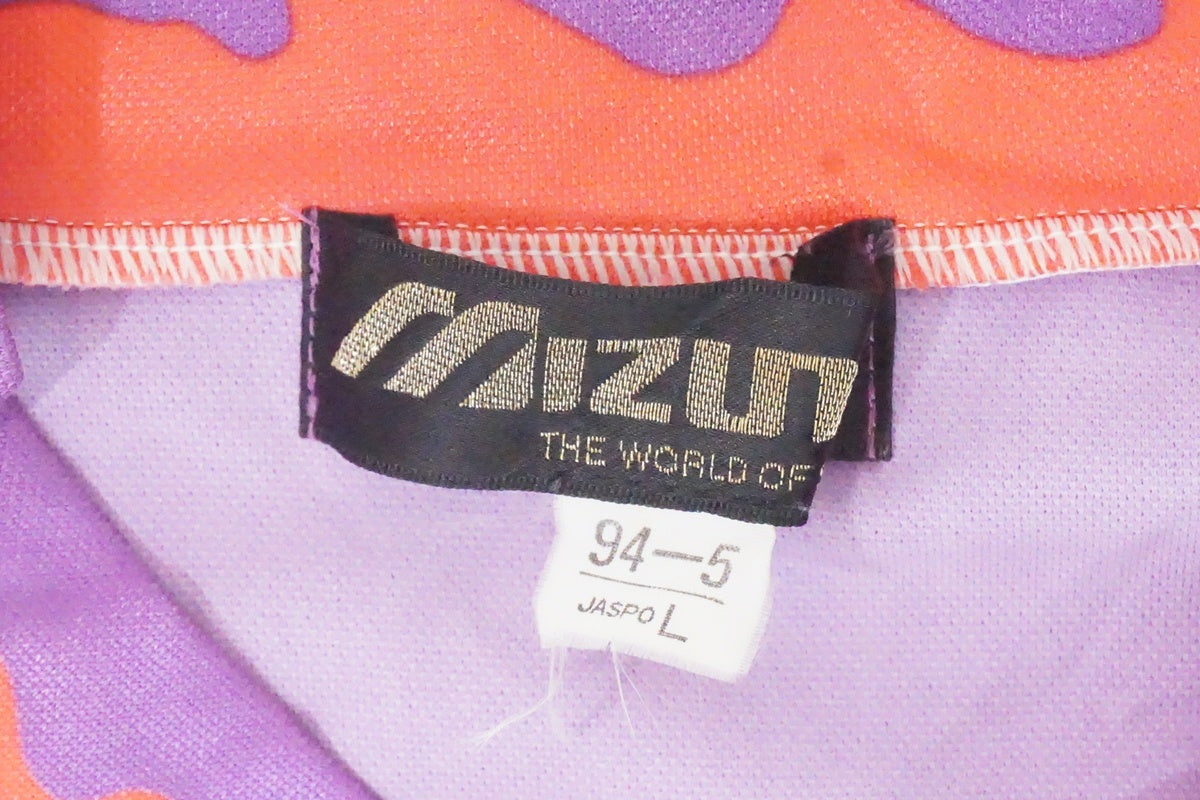 MIZUN
THE WORLD OF
94-5
JASPO L